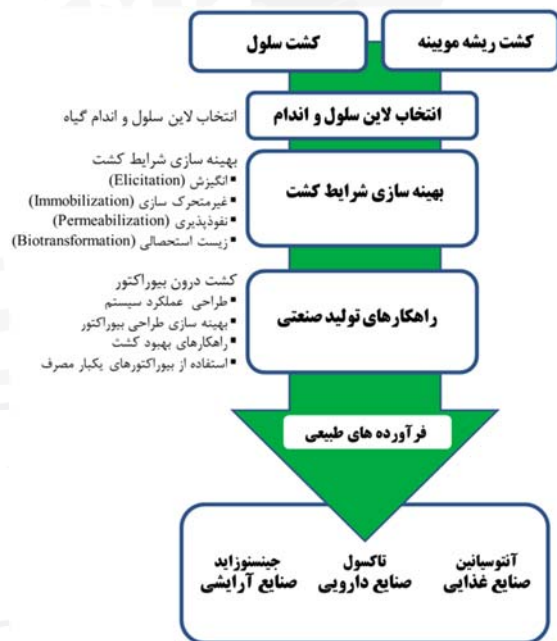 کشت ریشه مویینه
کشت سلول
انتخاب لاین سلول و اندام
انتخاب لاین سلول و اندام گیاه
بهینه سازی شرایط کشت
بهینه سازی شرایط کشت
انگیزش (Elicitation)
غیرمتحرک سازی (Immobilization)
نفوذپذیری (Permeabilization)
زیست استحصالی (Biotransformation)
راهکارهای تولید صنعتی
کشت درون بیوراکتور
طراحی عملکرد سیستم
بهینه سازی طراحی بیوراکتور
راهکارهای بهبود کشت
استفاده از بیوراکتورهای یکبار مصرف
فرآورده های طبیعی
آنتوسیانین
صنایع غذایی
تاکسول
صنایع دارویی
جینسنوزاید
صنایع آرایشی